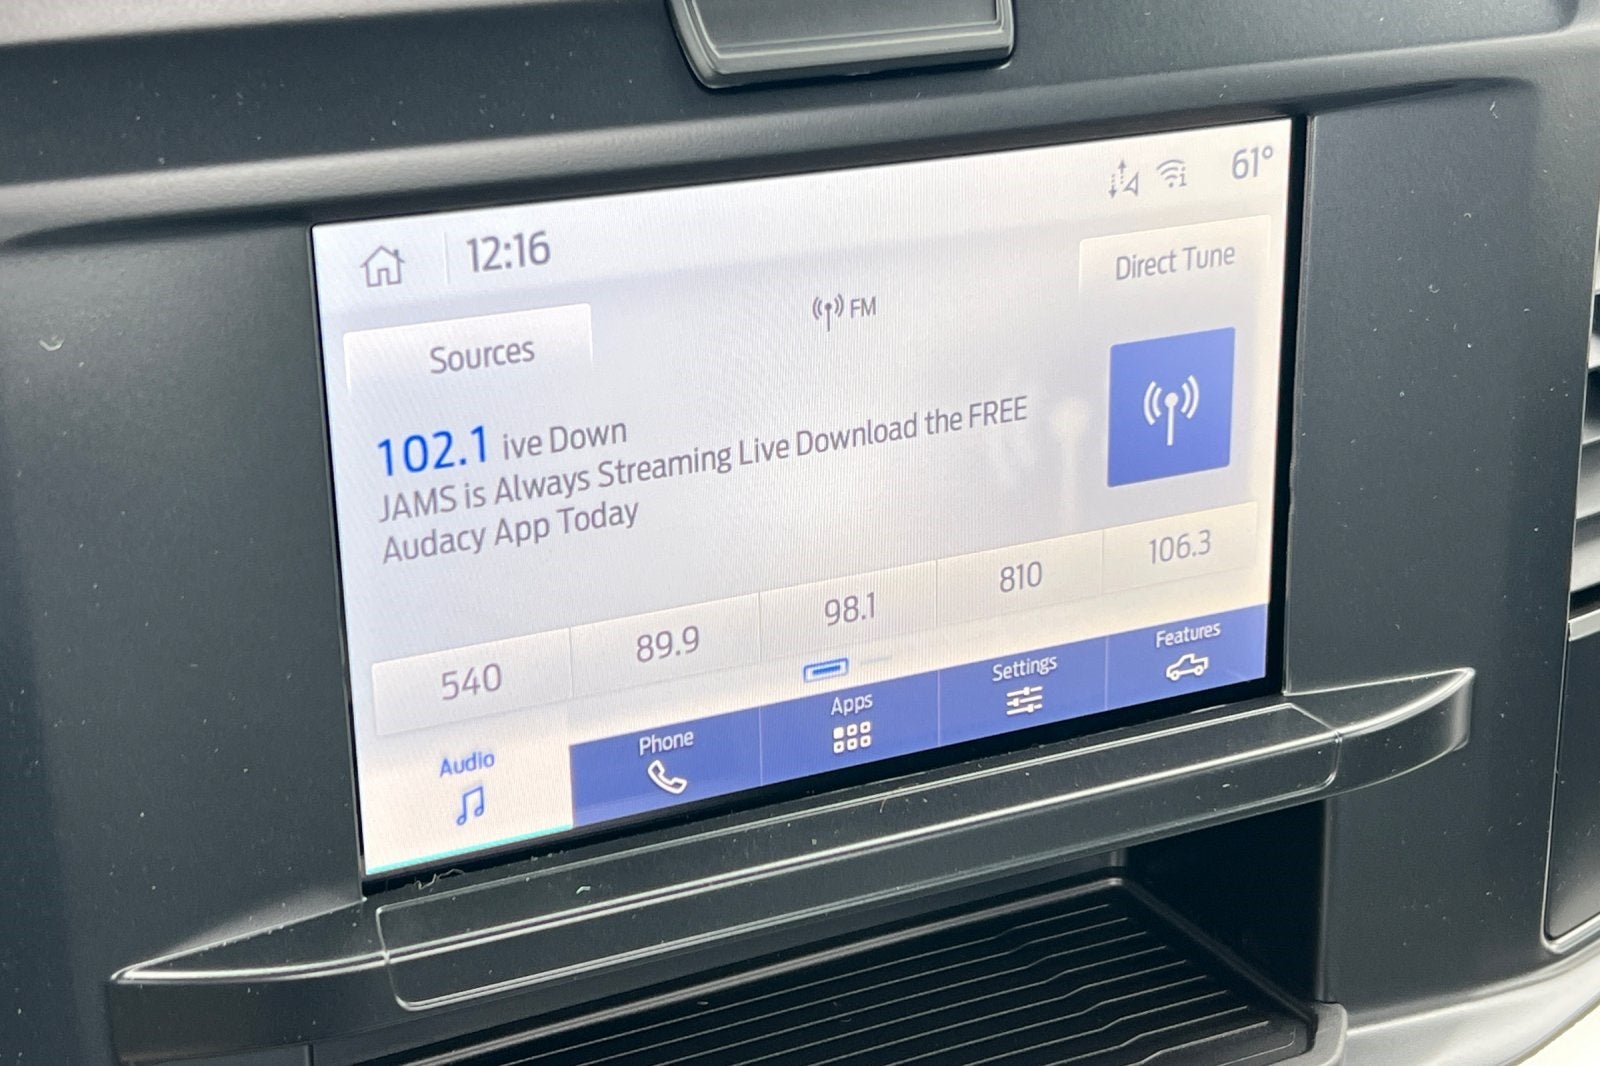 12:16
61°
Direct Tune
FM
Sources
102.1 ive Down
JAMS is Always Streaming Live Download the FREE
Audacy App Today
540 89.9 98.1 810 106.3
Audio Phone Apps Settings Features